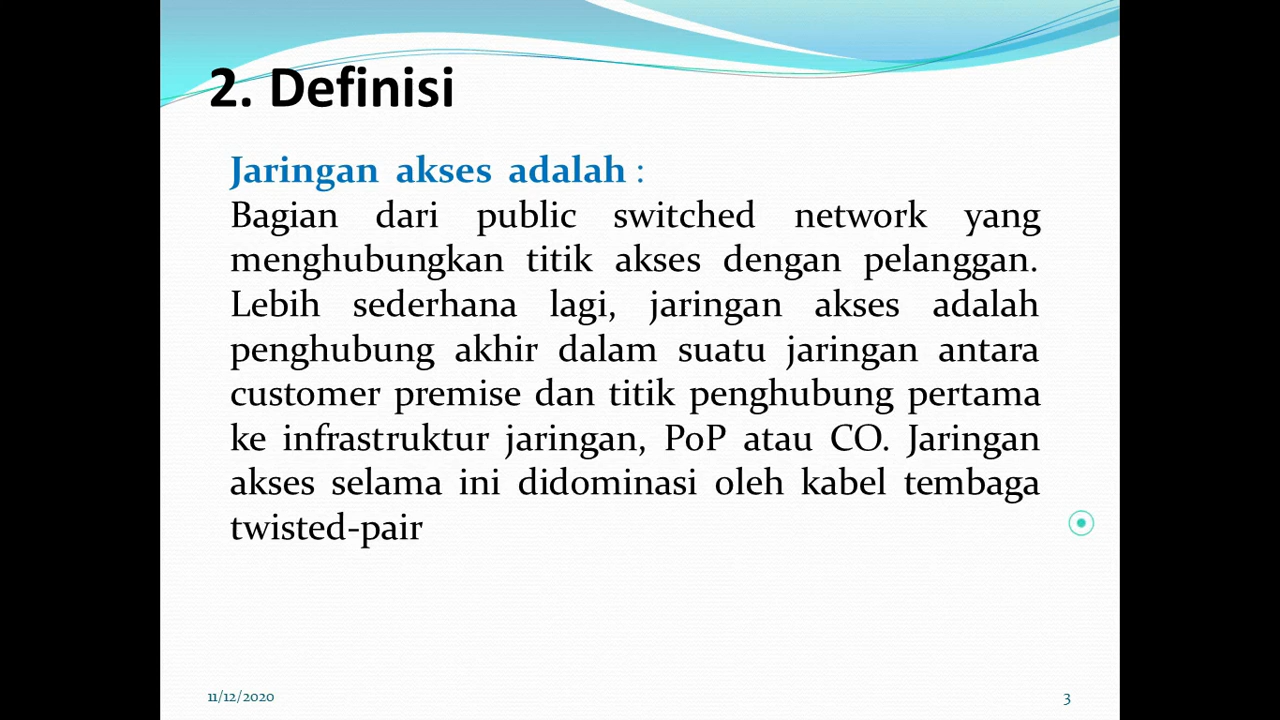 2. Definisi
Jaringan akses adalah :
Bagian dari public switched network yang
menghubungkan titik akses dengan pelanggan.
Lebih sederhana lagi, jaringan akses adalah
penghubung akhir dalam suatu jaringan antara
customer premise dan titik penghubung pertama
ke infrastruktur jaringan, PoP atau CO. Jaringan
akses selama ini didominasi oleh kabel tembaga
twisted-pair
11/12/2020
3